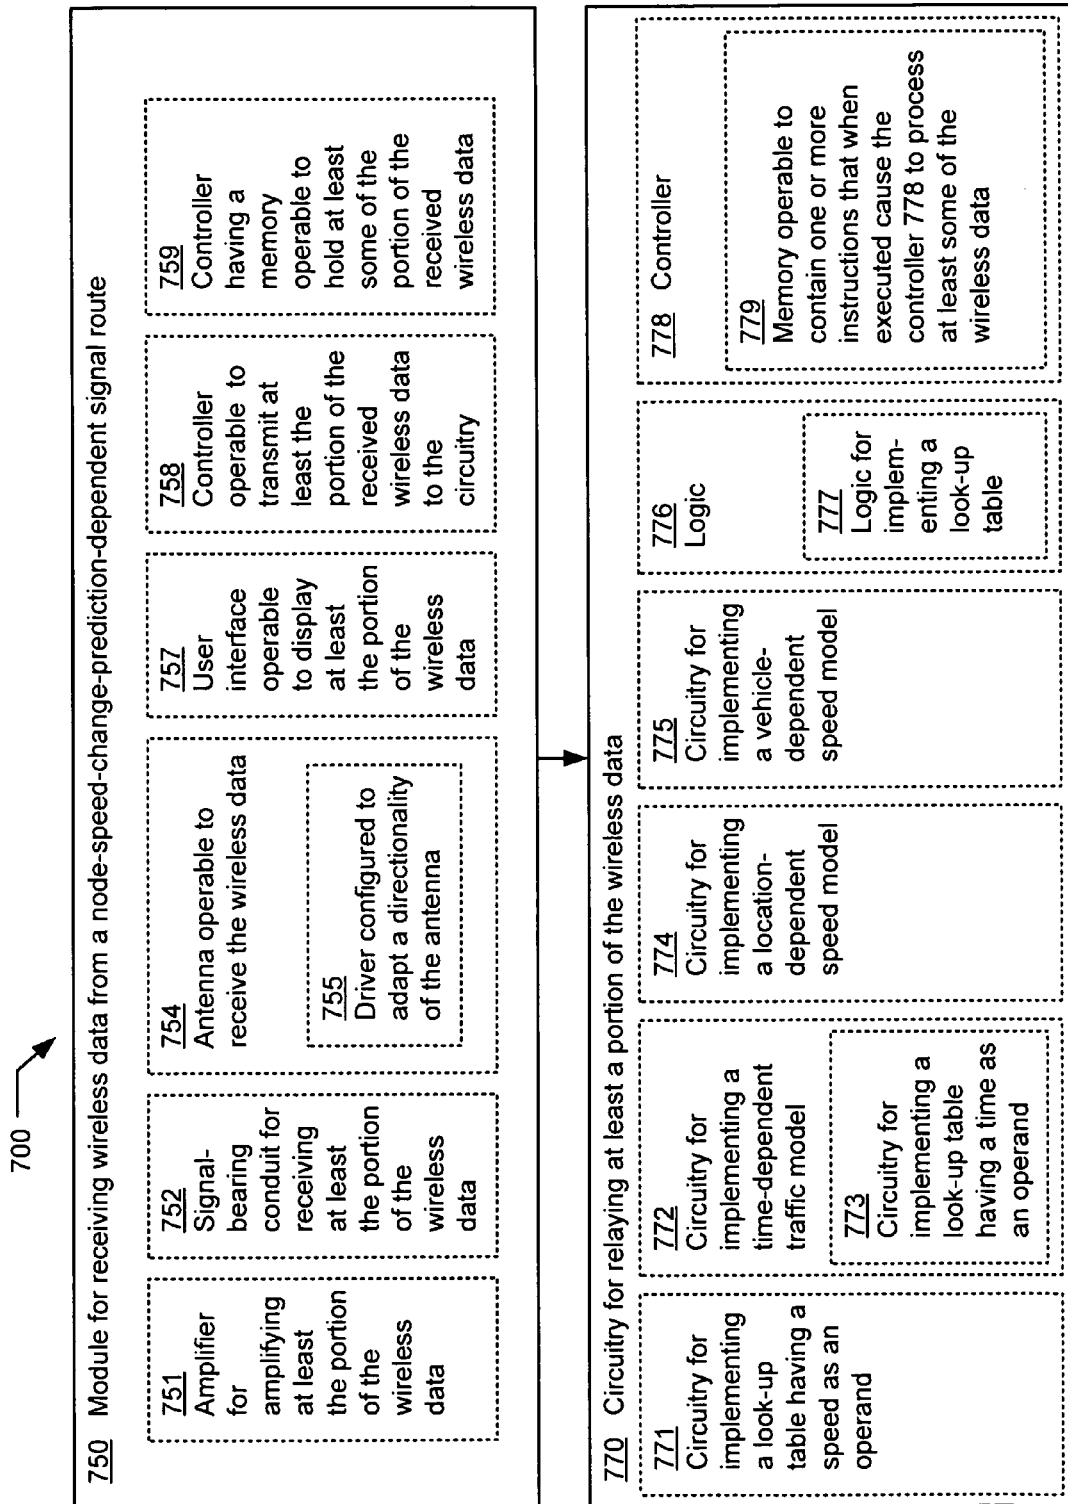 700
750 Module for receiving wireless data from a node-speed-change-prediction-dependent signal route
751
Amplifier
for
amplifying
at least
the portion
of the
wireless
data
752
Signal-
bearing
conduit for
receiving
at least
the portion
of the
wireless
data
754
Antenna operable to
receive the wireless data
755
Driver configured to
adapt a directionality
of the antenna
757
User
interface
operable
to display
at least
the portion
of the
wireless
data
758
Controller
operable to
transmit at
least the
portion of the
received
wireless data
to the
circuitry
759
Controller
having a
memory
operable to
hold at least
some of the
portion of the
received
wireless data
770 Circuitry for relaying at least a portion of the wireless data
771
Circuitry for
implementing
a look-up
table having a
speed as an
operand
772
Circuitry for
implementing a
time-dependent
traffic model
773
Circuitry for
implementing a
look-up table
having a time as
an operand
774
Circuitry for
implementing
a location-
dependent
speed model
775
Circuitry for
implementing
a vehicle-
dependent
speed model
776
Logic
777
Logic for
implem-
enting a
look-up
table
778 Controller
779
Memory operable to
contain one or more
instructions that when
executed cause the
controller 778 to process
at least some of the
wireless data